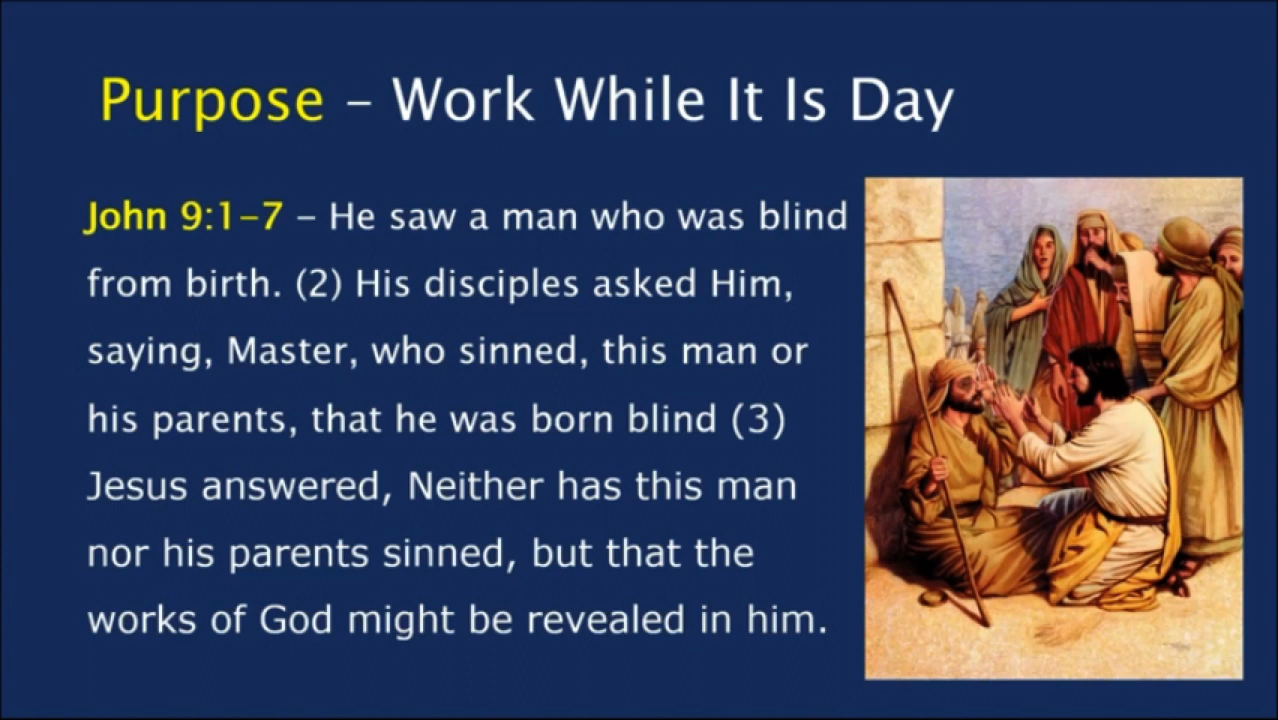 Purpose – Work While It Is Day
John 9:1-7 – He saw a man who was blind
from birth. (2) His disciples asked Him,
saying, Master, who sinned, this man or
his parents, that he was born blind (3)
Jesus answered, Neither has this man
nor his parents sinned, but that the
works of God might be revealed in him.